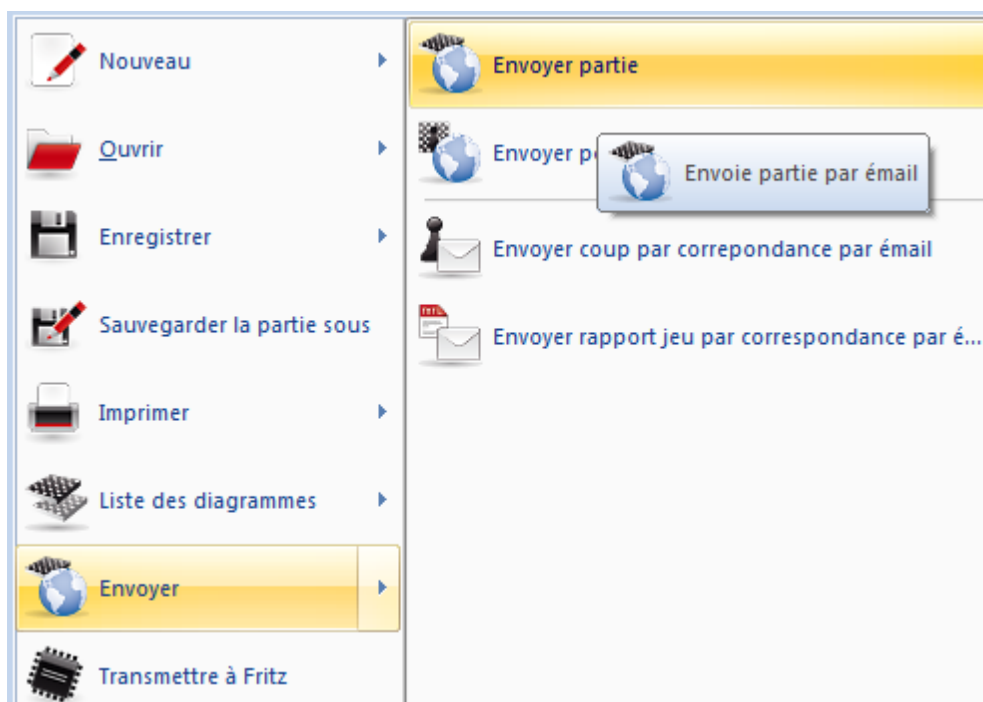 Nouveau
Ouvrir
Enregistrer
Sauvegarder la partie sous
Imprimer
Liste des diagrammes
Envoyer
Transmettre à Fritz
Envoyer partie
Envoyer
Envoie partie par émail
Envoyer coup par correpondance par émail
Envoyer rapport jeu par correspondance par é...